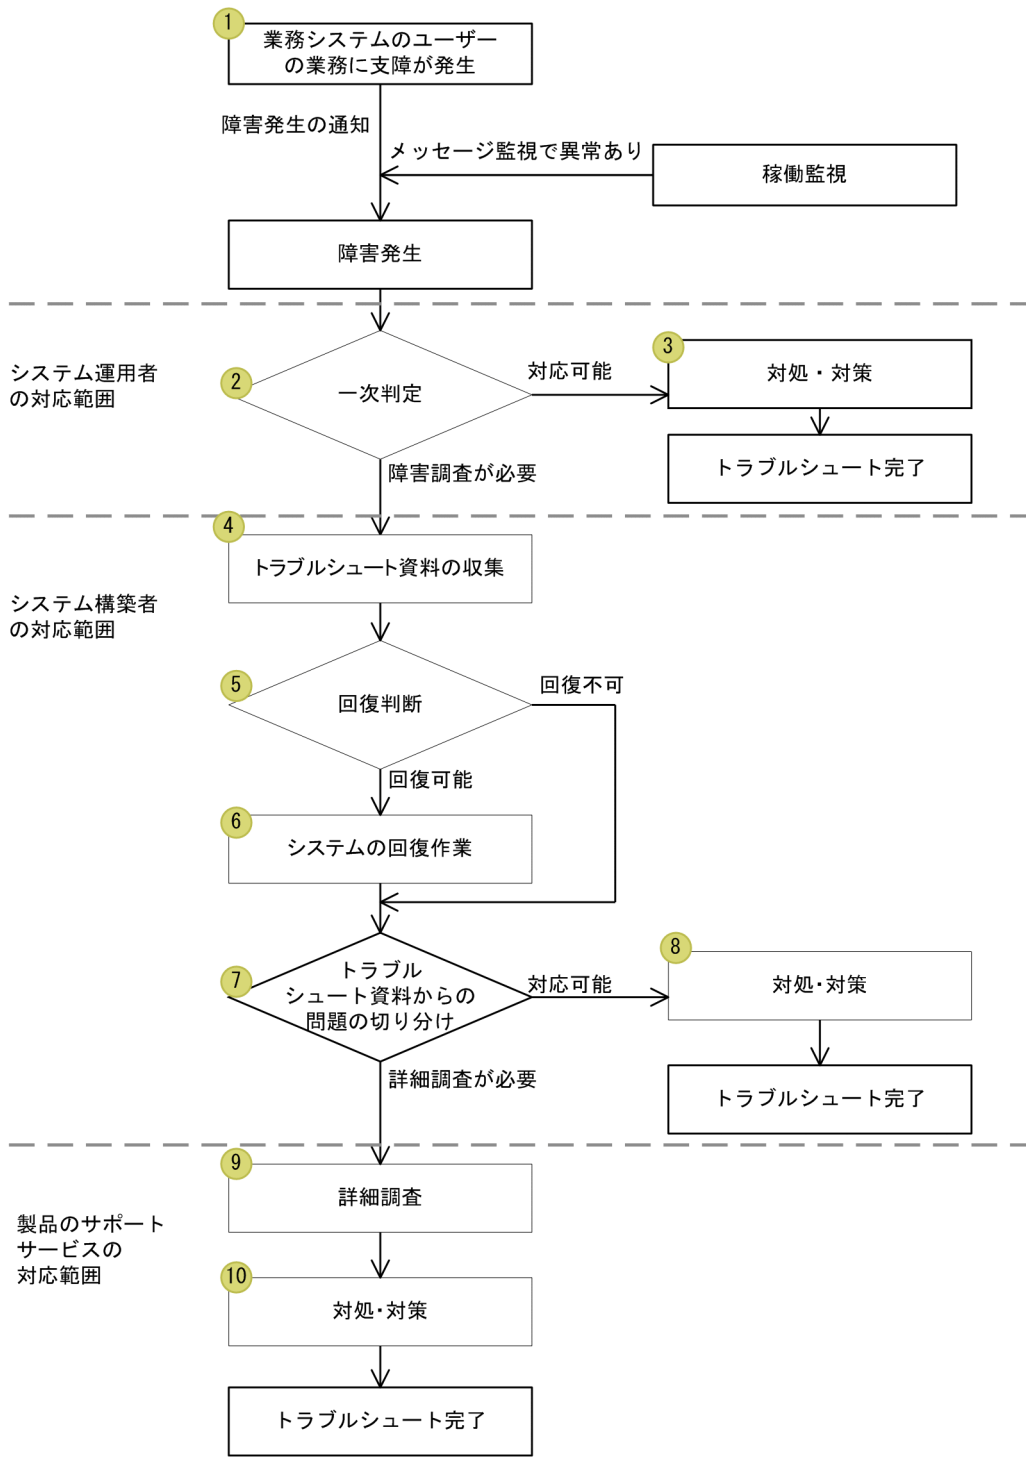 1
業務システムのユーザー
の業務に支障が発生
障害発生の通知
メッセージ監視で異常あり
稼働監視
障害発生
システム運用者
の対応範囲
2
一次判定
対応可能
3
対処・対策
トラブルシュート完了
障害調査が必要
システム構築者
の対応範囲
4
トラブルシュート資料の収集
5
回復判断
回復不可
回復可能
6
システムの回復作業
7
トラブル
シュート資料からの
問題の切り分け
対応可能
8
対処・対策
トラブルシュート完了
詳細調査が必要
製品のサポート
サービスの
対応範囲
9
詳細調査
10
対処・対策
トラブルシュート完了